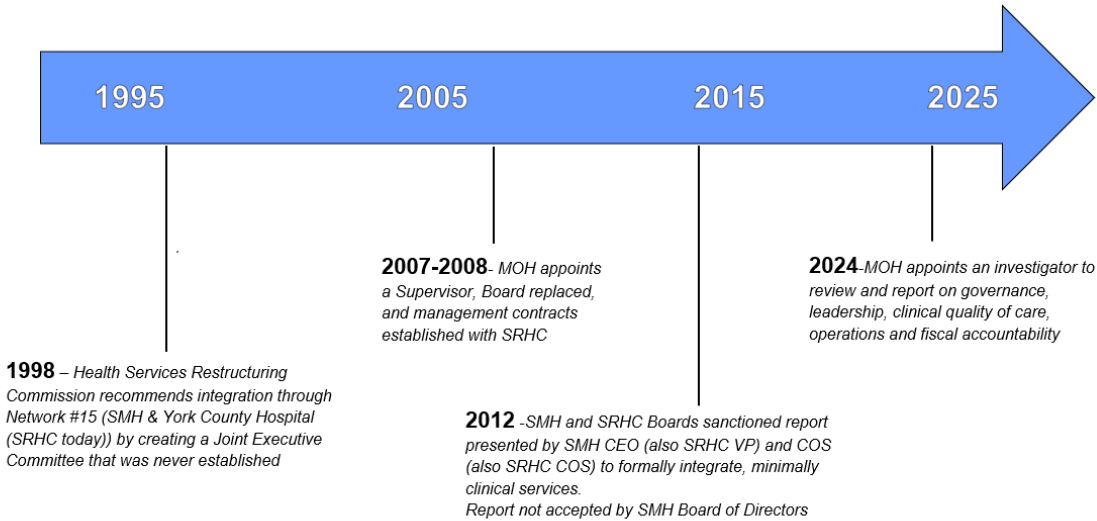 1995
2005
2015
2025
1998 – Health Services Restructuring
Commission recommends integration through
Network #15 (SMH & York County Hospital
(SRHC today)) by creating a Joint Executive
Committee that was never established
2007-2008- MOH appoints
a Supervisor, Board replaced,
and management contracts
established with SRHC
2012 -SMH and SRHC Boards sanctioned report
presented by SMH CEO (also SRHC VP) and COS
(also SRHC COS) to formally integrate, minimally
clinical services.
Report not accepted by SMH Board of Directors
2024-MOH appoints an investigator to
review and report on governance,
leadership, clinical quality of care,
operations and fiscal accountability